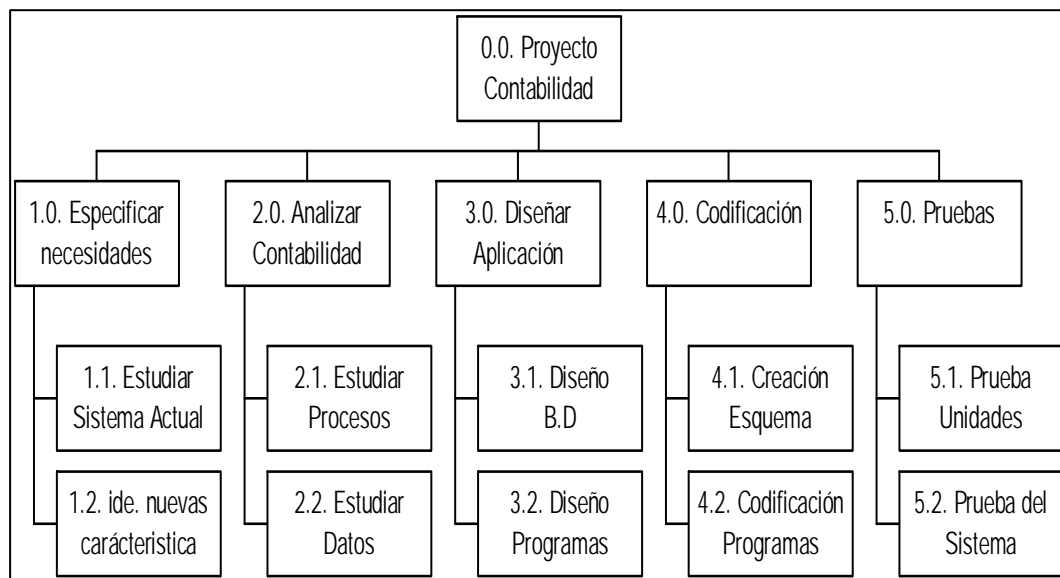 0.0. Proyecto
Contabilidad
1.0. Especificar
necesidades
2.0. Analizar
Contabilidad
3.0. Diseñar
Aplicación
4.0. Codificación
5.0. Pruebas
1.1. Estudiar
Sistema Actual
2.1. Estudiar
Procesos
3.1. Diseño
B.D
4.1. Creación
Esquema
5.1. Prueba
Unidades
1.2. ide. nuevas
carácteristica
2.2. Estudiar
Datos
3.2. Diseño
Programas
4.2. Codificación
Programas
5.2. Prueba del
Sistema